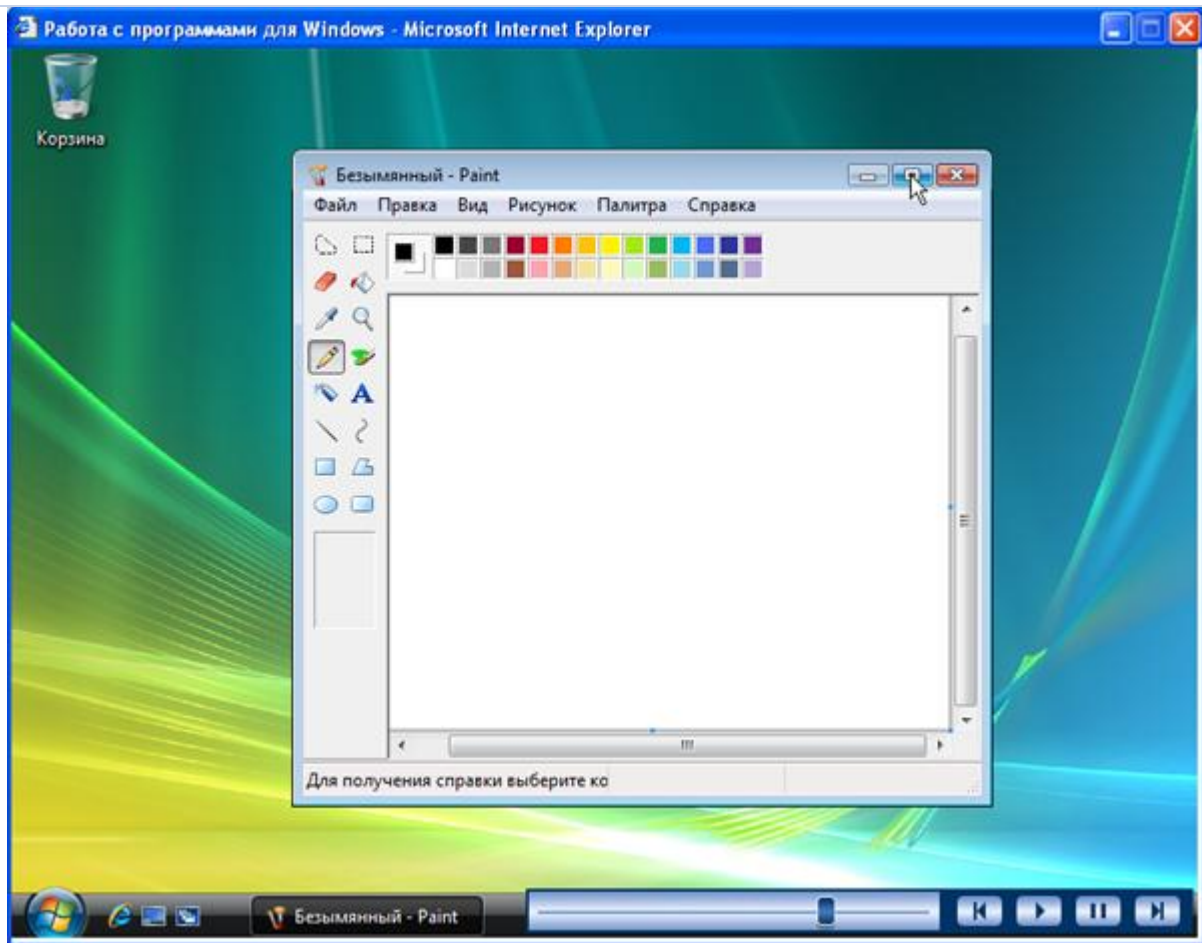 Работа с программами для Windows - Microsoft Internet Explorer
Корзина
Безымянный - Paint
Файл Правка Вид Рисунок Палитра Справка
A
Для получения справки выберите ко
Безымянный - Paint